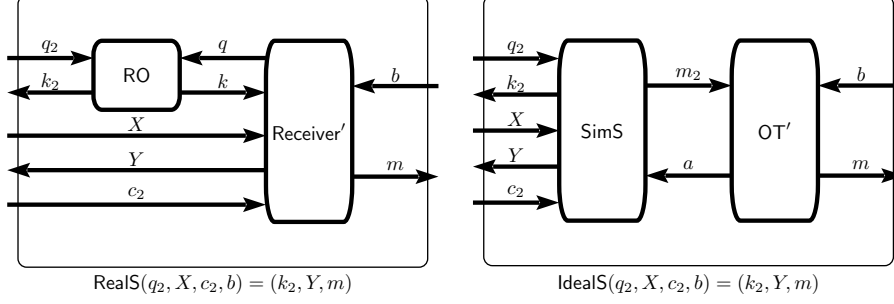 q₂ q
RO
k₂ k b
X
Receiver′
Y
m
c₂
RealS(q₂, X, c₂, b) = (k₂, Y, m)
q₂
m₂ b
k₂
X
SimS OT′
Y
a m
c₂
IdealS(q₂, X, c₂, b) = (k₂, Y, m)